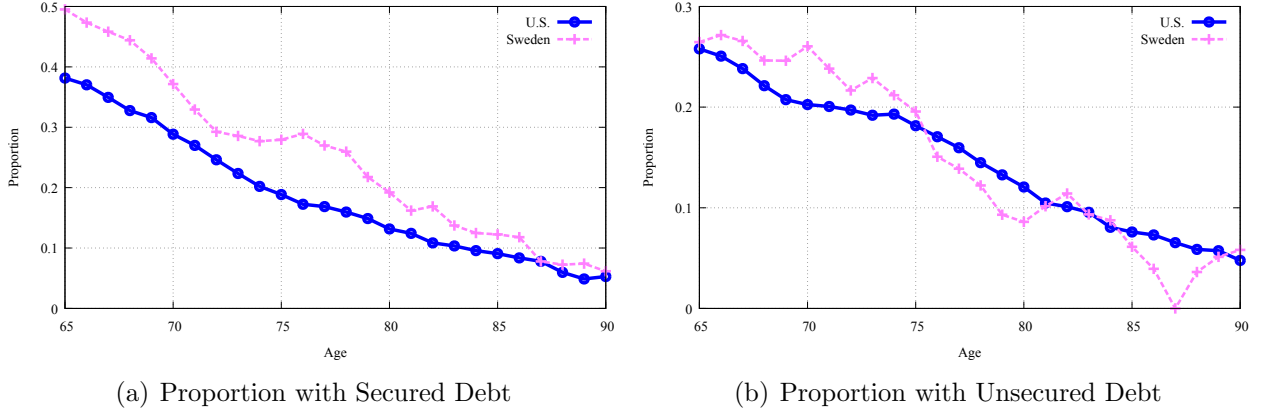 0.5
0.4
0.3
0.2
0.1
0
65 70 75 80 85 90
Proportion
Age
U.S.
Sweden
(a) Proportion with Secured Debt
0.3
0.2
0.1
0
65 70 75 80 85 90
Proportion
Age
U.S.
Sweden
(b) Proportion with Unsecured Debt